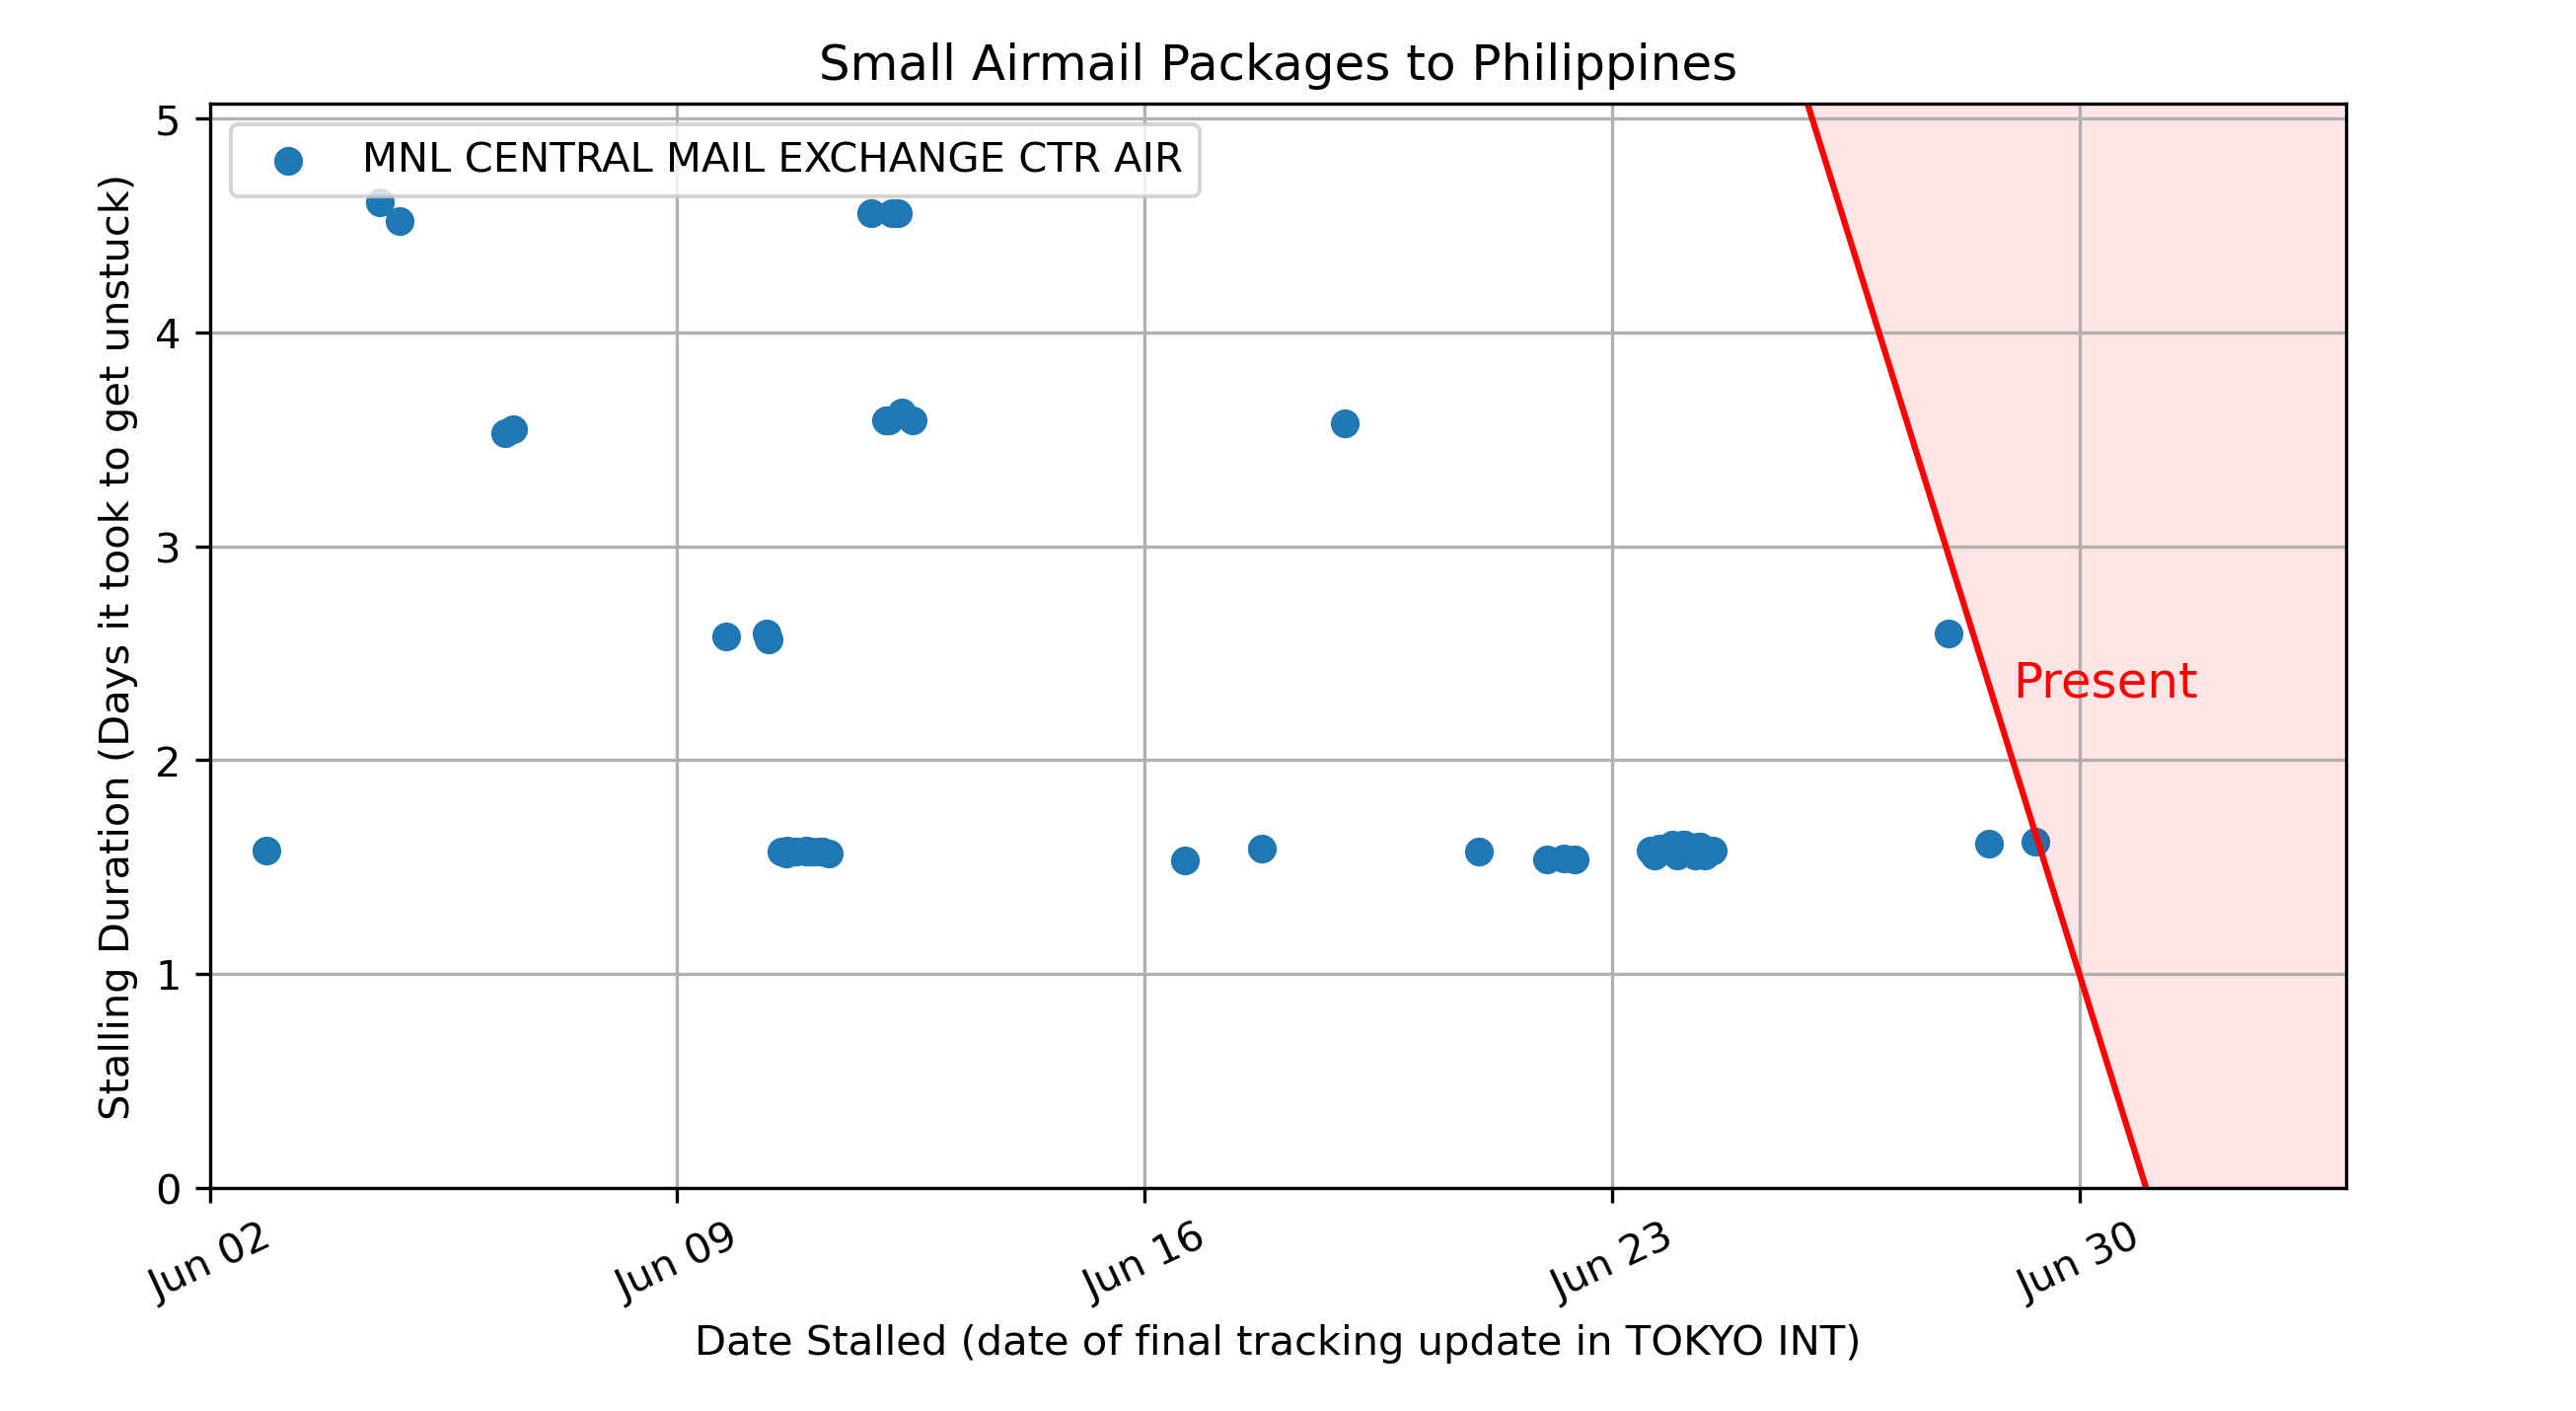 Small Airmail Packages to Philippines
MNL CENTRAL MAIL EXCHANGE CTR AIR
Stalling Duration (Days it took to get unstuck)
5
4
3
2
1
0
Present
Jun 02
Jun 09
Jun 16
Jun 23
Jun 30
Date Stalled (date of final tracking update in TOKYO INT)